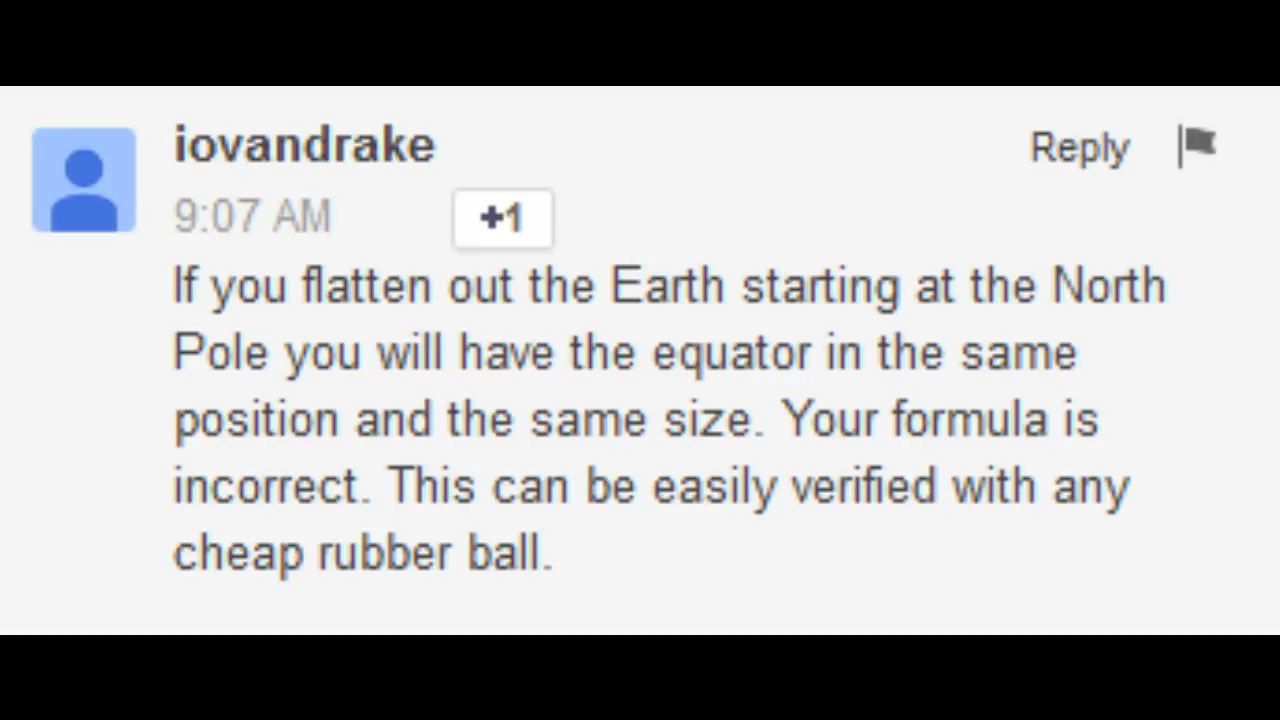 iovandrake
Reply
9:07 AM
+1
If you flatten out the Earth starting at the North
Pole you will have the equator in the same
position and the same size. Your formula is
incorrect. This can be easily verified with any
cheap rubber ball.